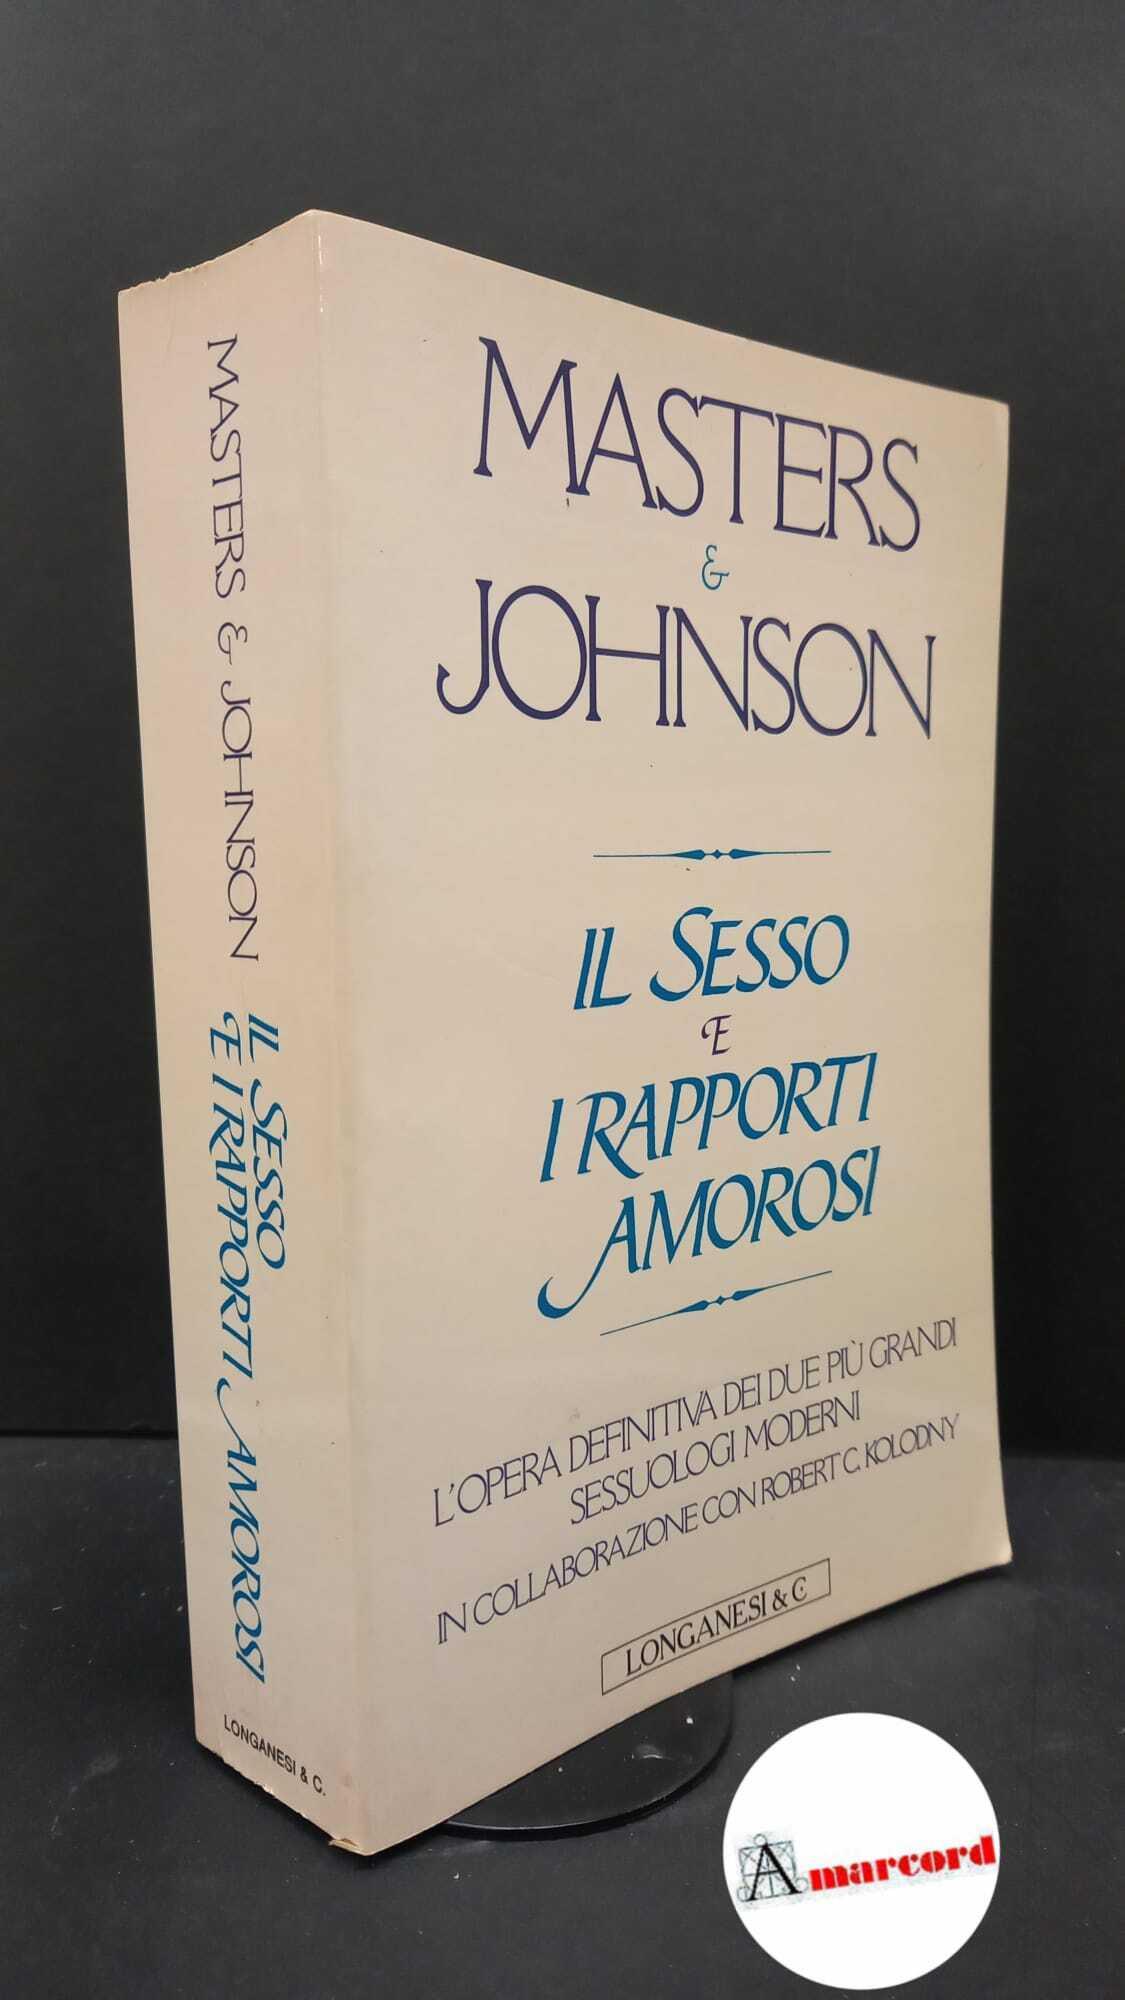 MASTERS
&
JOHNSON
IL SESSO
E
I RAPPORTI
AMOROSI
L'OPERA DEFINITIVA DEI DUE PIÙ GRANDI
SESSUOLOGI MODERNI
IN COLLABORAZIONE CON ROBERT C. KOLODNY
LONGANESI & C.
MASTERS & JOHNSON
IL SESSO
E I RAPPORTI AMOROSI
LONGANESI & C.
Amarcord